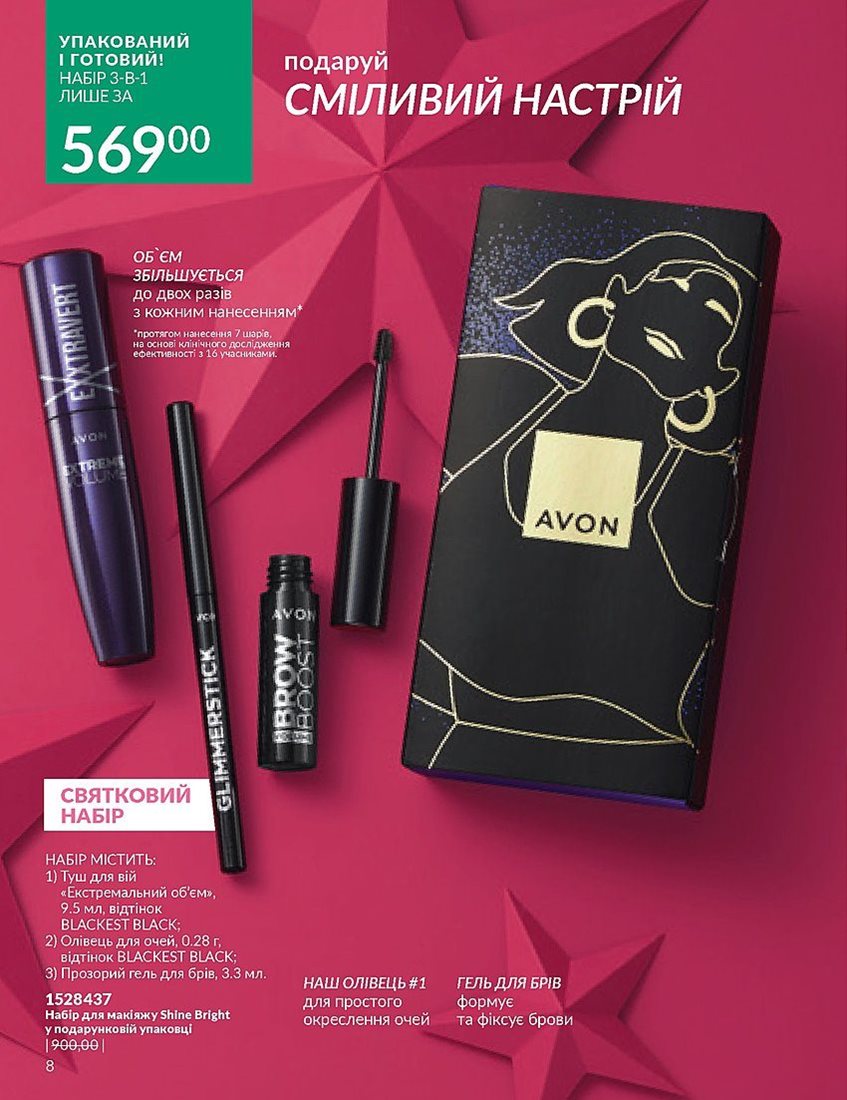 УПАКОВАНИЙ
І ГОТОВИЙ!
НАБІР 3-В-1
ЛИШЕ ЗА
569⁰⁰
подаруй
СМІЛИВИЙ НАСТРІЙ
ОБ`ЄМ
ЗБІЛЬШУЄТЬСЯ
до двох разів
з кожним нанесенням*
*протягом нанесення 7 шарів,
на основі клінічного дослідження
ефективності з 16 учасниками.
EXXTRAVERT
AVON
EXTREME
VOLUME
GLIMMERSTICK
AVON
BROW
BOOST
AVON
СВЯТКОВИЙ
НАБІР
НАБІР МІСТИТЬ:
1) Туш для вій
«Екстремальний об’єм»,
9.5 мл, відтінок
BLACKEST BLACK;
2) Олівець для очей, 0.28 г,
відтінок BLACKEST BLACK;
3) Прозорий гель для брів, 3.3 мл.
1528437
Набір для макіяжу Shine Bright
у подарунковій упаковці
| 900,00 |
НАШ ОЛІВЕЦЬ #1
для простого
окреслення очей
ГЕЛЬ ДЛЯ БРІВ
формує
та фіксує брови
8